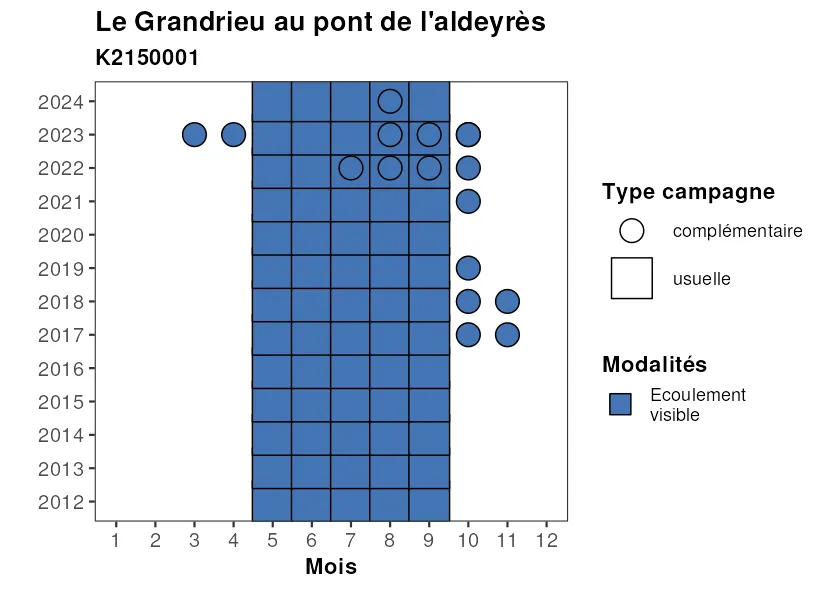 Le Grandrieu au pont de l'aldeyrès
K2150001
2024
2023
2022
2021
2020
2019
2018
2017
2016
2015
2014
2013
2012
1 2 3 4 5 6 7 8 9 10 11 12
Mois
Type campagne
complémentaire
usuelle
Modalités
Ecoulement
visible